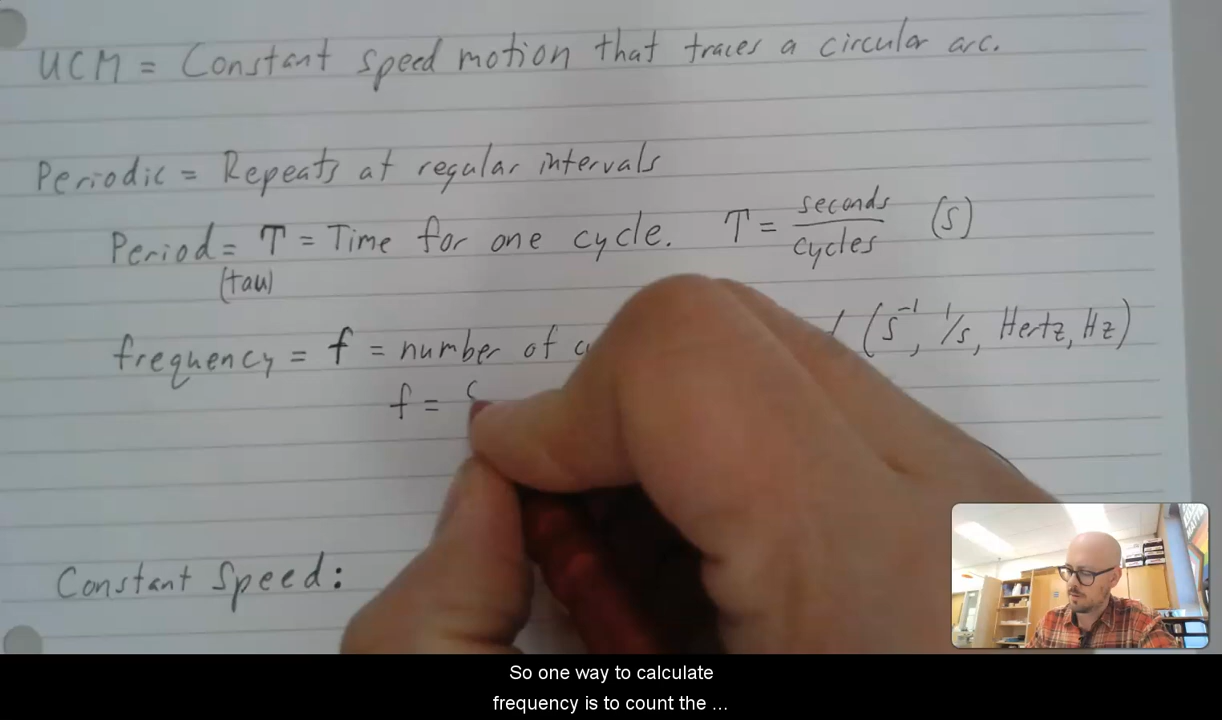 UCM = Constant speed motion that traces a circular arc.
Periodic = Repeats at regular intervals
Period = T = Time for one cycle. T = seconds / cycles (s)
(tau)
frequency = f = number of (s⁻¹, 1/s, Hertz, Hz)
f =
Constant Speed:
So one way to calculate
frequency is to count the ...